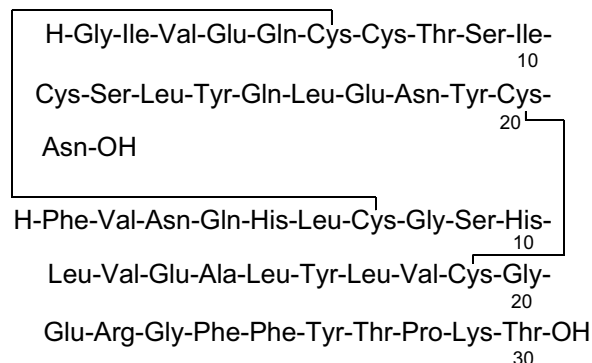 H-Gly-Ile-Val-Glu-Gln-Cys-Cys-Thr-Ser-Ile-
10
Cys-Ser-Leu-Tyr-Gln-Leu-Glu-Asn-Tyr-Cys-
20
Asn-OH
H-Phe-Val-Asn-Gln-His-Leu-Cys-Gly-Ser-His-
10
Leu-Val-Glu-Ala-Leu-Tyr-Leu-Val-Cys-Gly-
20
Glu-Arg-Gly-Phe-Phe-Tyr-Thr-Pro-Lys-Thr-OH
30